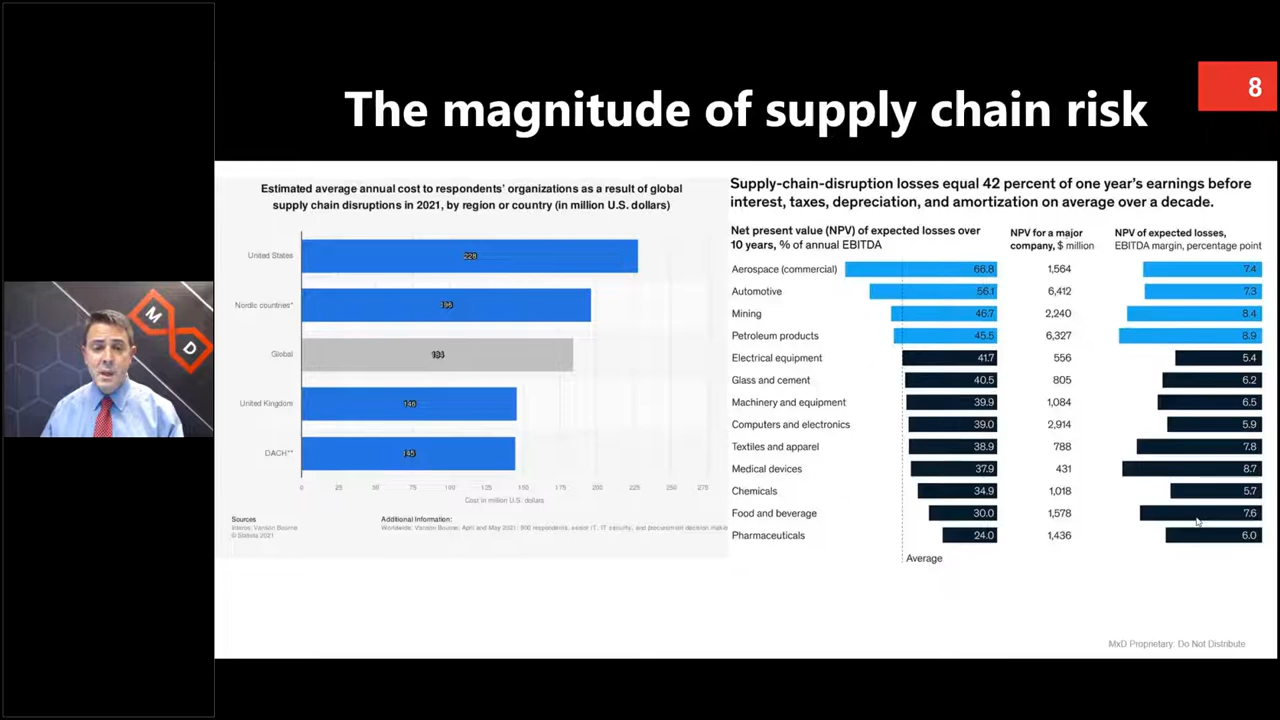 The magnitude of supply chain risk
8
M
D
Estimated average annual cost to respondents' organizations as a result of global
supply chain disruptions in 2021, by region or country (in million U.S. dollars)
United States
228
Nordic countries*
Global
184
United Kingdom
146
DACH**
145
0 25 50 75 100 125 150 175 200 225 250 275
Cost in million U.S. dollars
Sources
Interos; Vanson Bourne
© Statista 2021
Additional Information:
Worldwide; Vanson Bourne; April and May 2021; 900 respondents; senior IT, IT security, and procurement decision
Supply-chain-disruption losses equal 42 percent of one year's earnings before
interest, taxes, depreciation, and amortization on average over a decade.
Net present value (NPV) of expected losses over
10 years, % of annual EBITDA
NPV for a major
company, $ million
NPV of expected losses,
EBITDA margin, percentage point
Aerospace (commercial) 66.8 1,564 7.4
Automotive 56.1 6,412 7.3
Mining 46.7 2,240 8.4
Petroleum products 45.5 6,327 8.9
Electrical equipment 41.7 556 5.4
Glass and cement 40.5 805 6.2
Machinery and equipment 39.9 1,084 6.5
Computers and electronics 39.0 2,914 5.9
Textiles and apparel 38.9 788 7.8
Medical devices 37.9 431 8.7
Chemicals 34.9 1,018 5.7
Food and beverage 30.0 1,578 7.6
Pharmaceuticals 24.0 1,436 6.0
Average
MxD Proprietary: Do Not Distribute